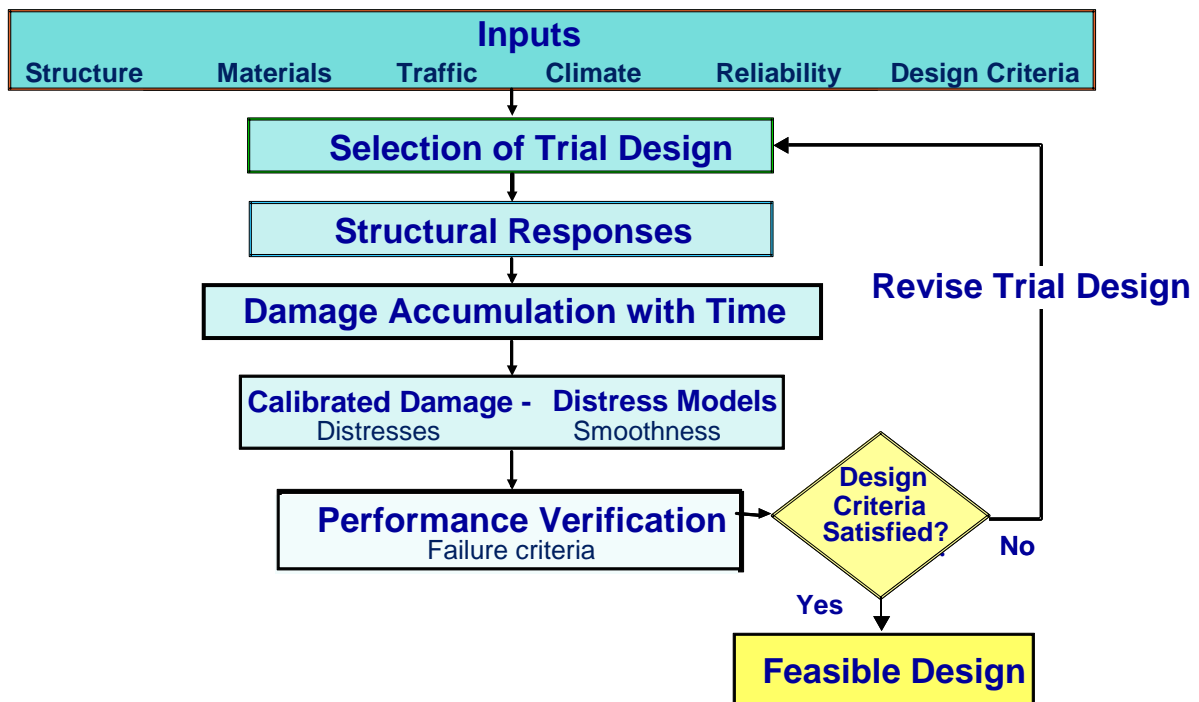 Inputs
Structure Materials Traffic Climate Reliability Design Criteria
Selection of Trial Design
Structural Responses
Revise Trial Design
Damage Accumulation with Time
Calibrated Damage - Distress Models
Distresses Smoothness
Performance Verification
Failure criteria
Design
Criteria
Satisfied?
No
Yes
Feasible Design